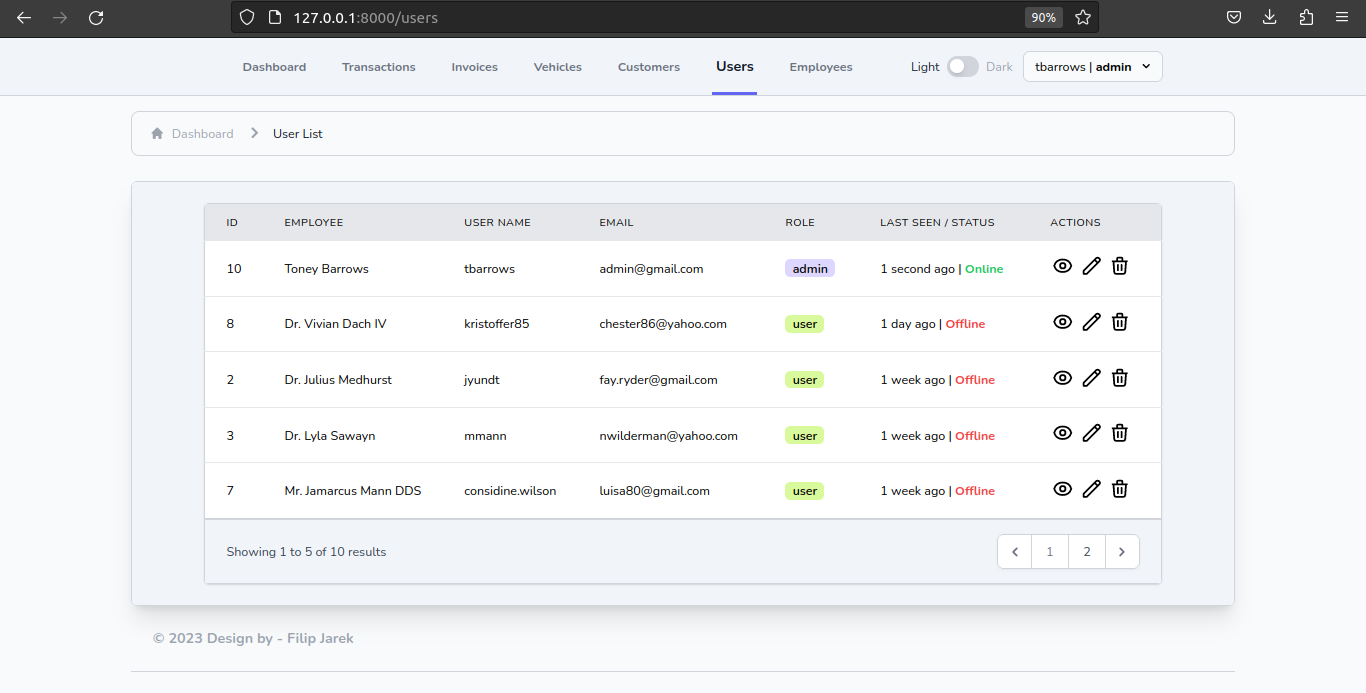 127.0.0.1:8000/users 90%
Dashboard Transactions Invoices Vehicles Customers Users Employees Light Dark tbarrows | admin
Dashboard User List
ID EMPLOYEE USER NAME EMAIL ROLE LAST SEEN / STATUS ACTIONS
10 Toney Barrows tbarrows admin@gmail.com admin 1 second ago | Online
8 Dr. Vivian Dach IV kristoffer85 chester86@yahoo.com user 1 day ago | Offline
2 Dr. Julius Medhurst jyundt fay.ryder@gmail.com user 1 week ago | Offline
3 Dr. Lyla Sawayn mmann nwilderman@yahoo.com user 1 week ago | Offline
7 Mr. Jamarcus Mann DDS considine.wilson luisa80@gmail.com user 1 week ago | Offline
Showing 1 to 5 of 10 results 1 2
© 2023 Design by - Filip Jarek